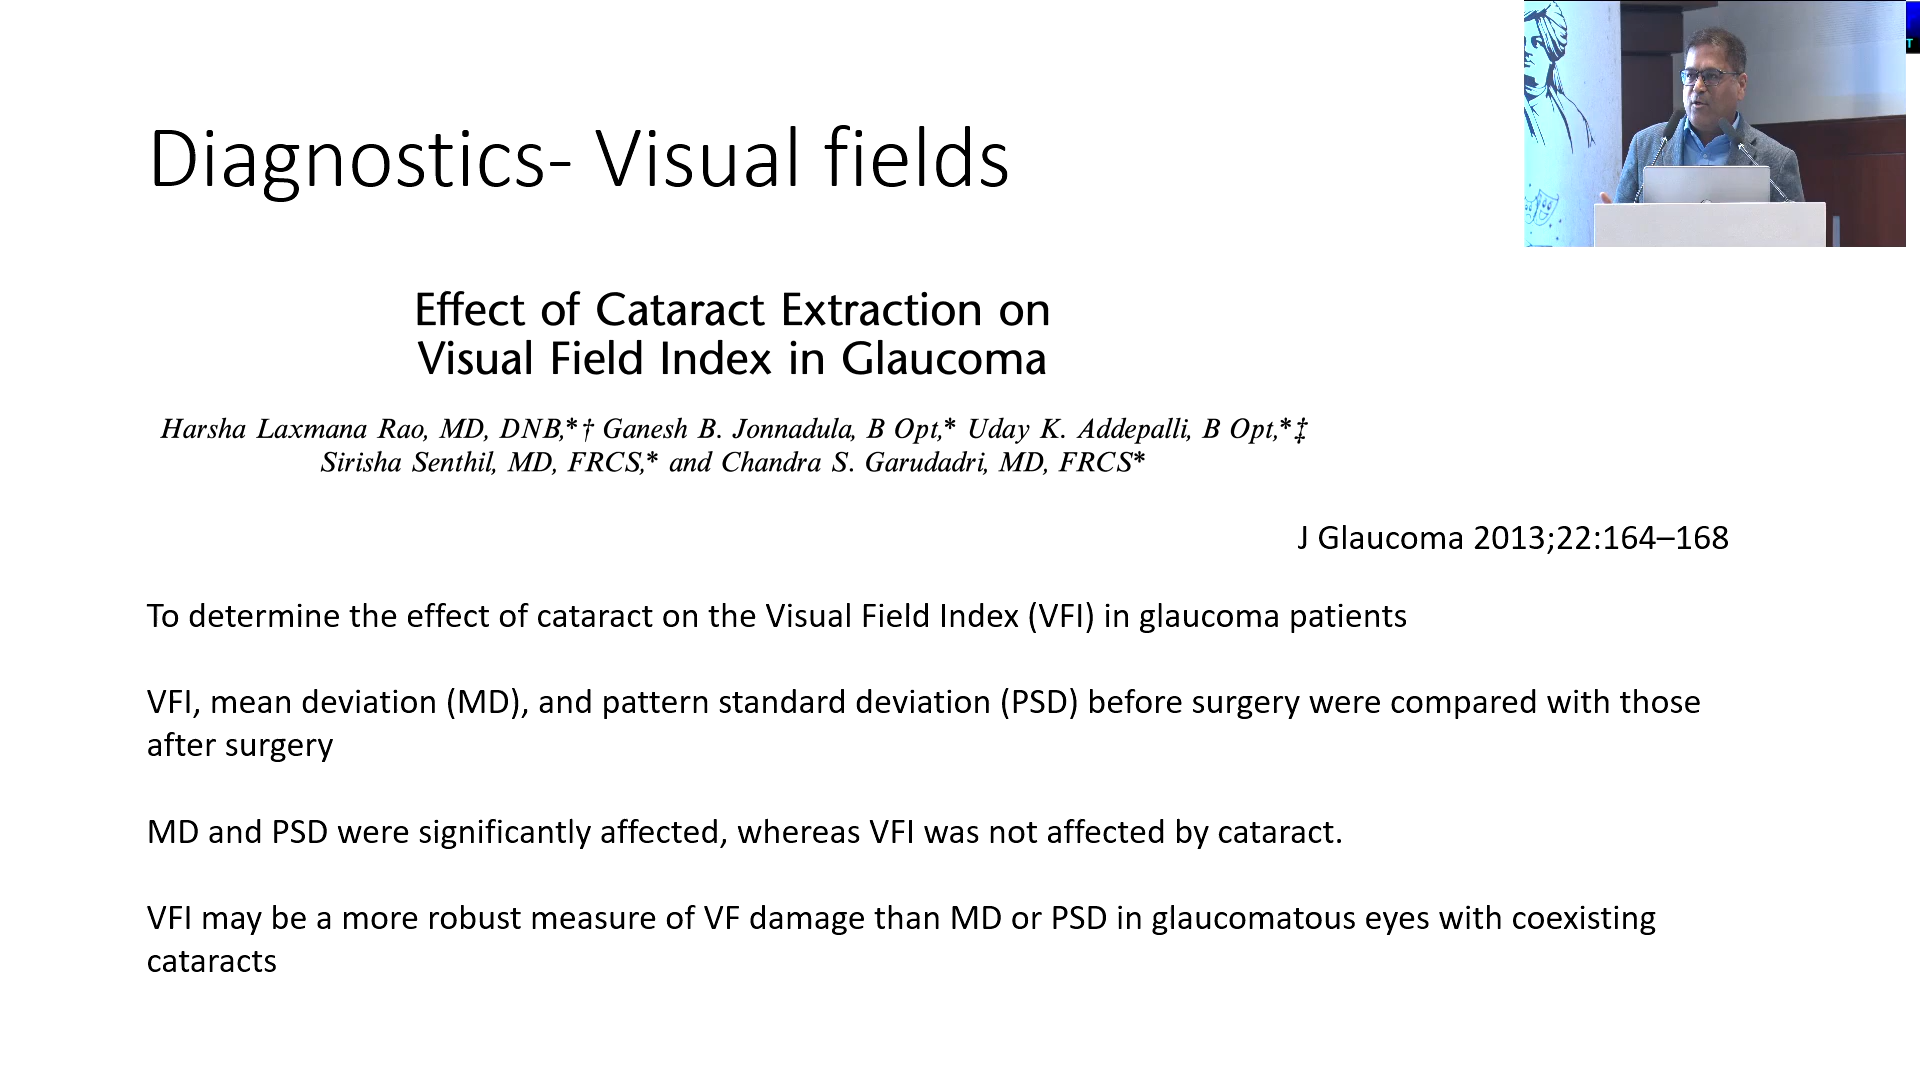 Diagnostics- Visual fields
Effect of Cataract Extraction on
Visual Field Index in Glaucoma
Harsha Laxmana Rao, MD, DNB,*† Ganesh B. Jonnadula, B Opt,* Uday K. Addepalli, B Opt,*‡
Sirisha Senthil, MD, FRCS,* and Chandra S. Garudadri, MD, FRCS*
J Glaucoma 2013;22:164–168
To determine the effect of cataract on the Visual Field Index (VFI) in glaucoma patients
VFI, mean deviation (MD), and pattern standard deviation (PSD) before surgery were compared with those
after surgery
MD and PSD were significantly affected, whereas VFI was not affected by cataract.
VFI may be a more robust measure of VF damage than MD or PSD in glaucomatous eyes with coexisting
cataracts
T